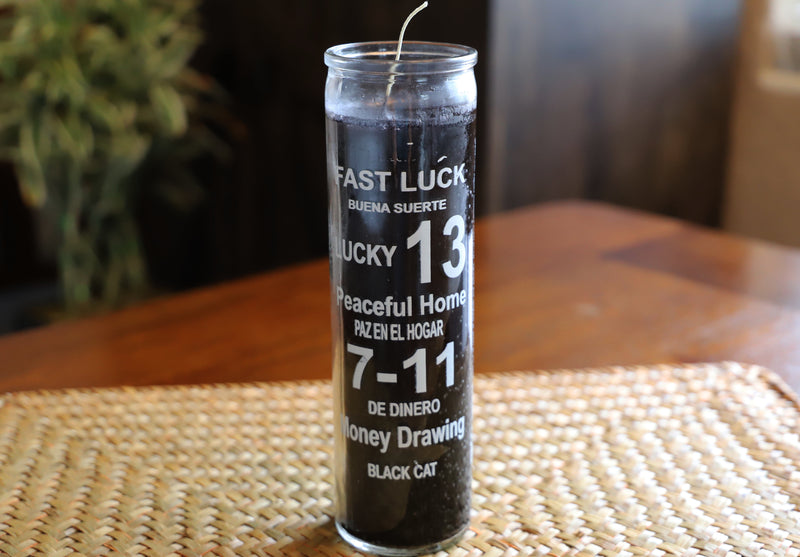 FAST LUCK
BUENA SUERTE
LUCKY 13
Peaceful Home
PAZ EN EL HOGAR
7-11
DE DINERO
Money Drawing
BLACK CAT